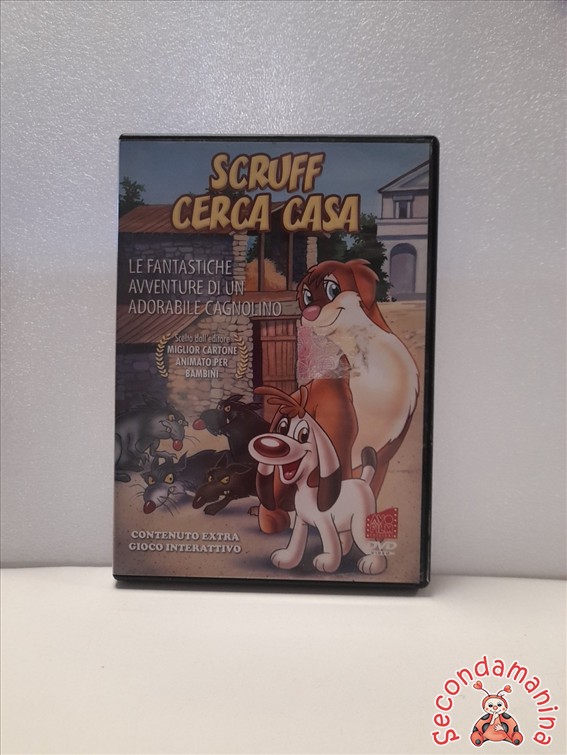 SCRUFF
CERCA CASA
LE FANTASTICHE
AVVENTURE DI UN
ADORABILE CAGNOLINO
Scelto dall'editore
MIGLIOR CARTONE
ANIMATO PER
BAMBINI
CONTENUTO EXTRA
GIOCO INTERATTIVO
DVD
Secondamanina